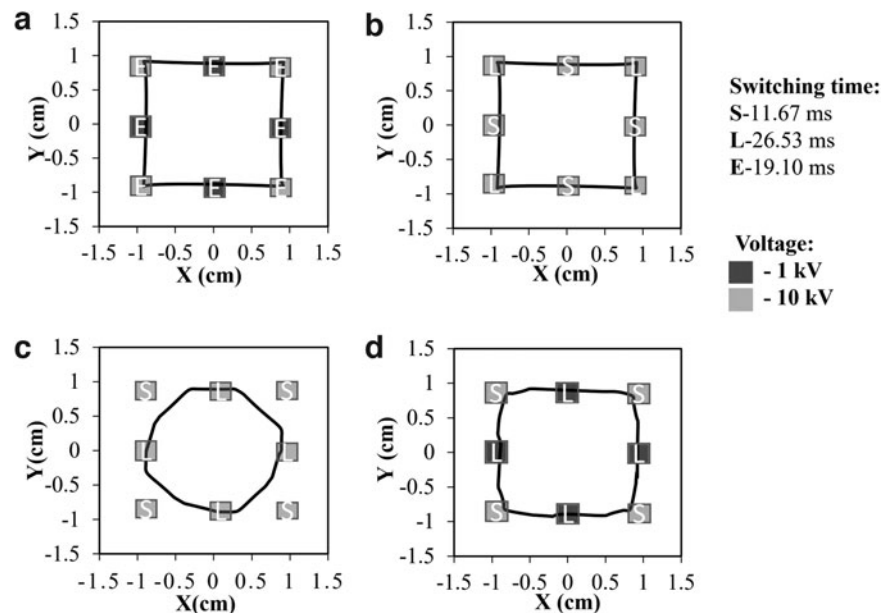 a
1.5
1
0.5
0
-0.5
-1
-1.5
Y (cm)
E E E
E E
E E E
-1.5 -1 -0.5 0 0.5 1 1.5
X (cm)
b
1.5
1
0.5
0
-0.5
-1
-1.5
Y (cm)
L S L
S S
L S L
-1.5 -1 -0.5 0 0.5 1 1.5
X (cm)
Switching time:
S-11.67 ms
L-26.53 ms
E-19.10 ms
Voltage:
- 1 kV
- 10 kV
c
1.5
1
0.5
0
-0.5
-1
-1.5
Y(cm)
S L S
L L
S L S
-1.5 -1 -0.5 0 0.5 1 1.5
X(cm)
d
1.5
1
0.5
0
-0.5
-1
-1.5
Y (cm)
S L S
L L
S L S
-1.5 -1 -0.5 0 0.5 1 1.5
X (cm)